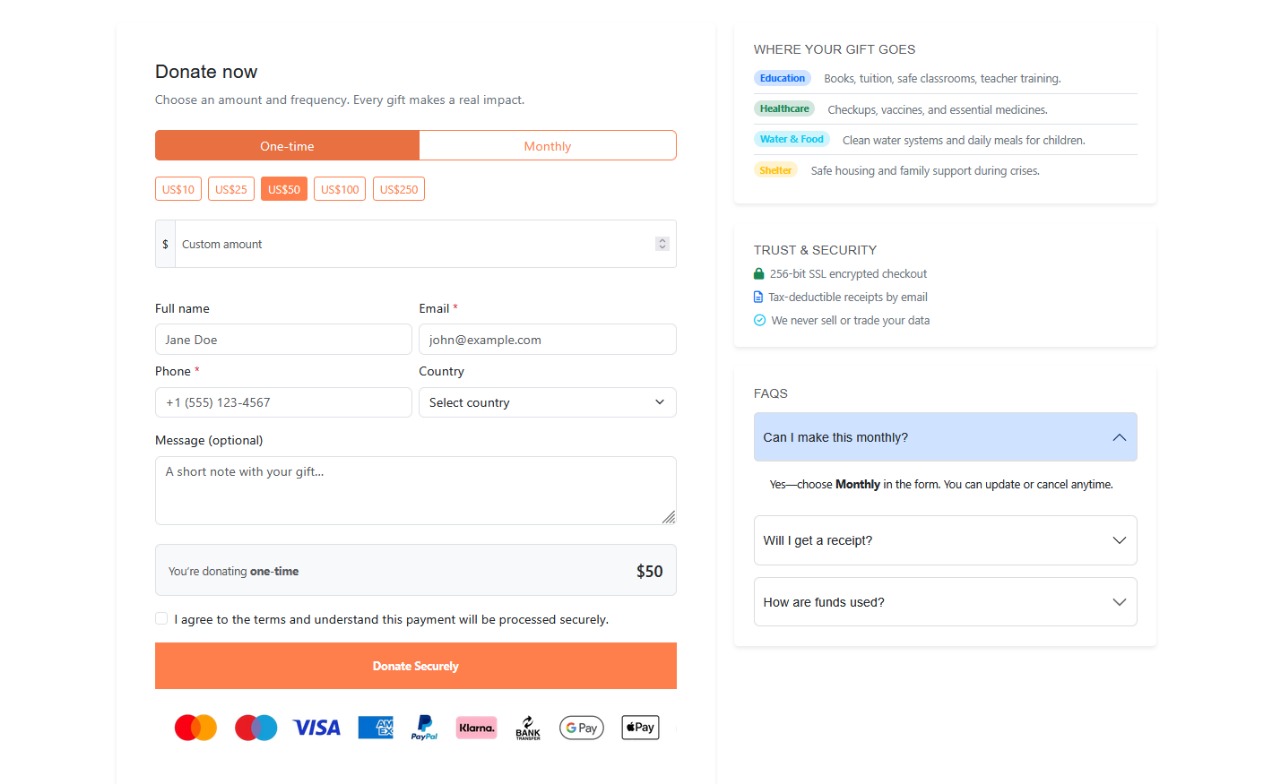 Donate now
Choose an amount and frequency. Every gift makes a real impact.
One-time
Monthly
US$10
US$25
US$50
US$100
US$250
$
Custom amount
Full name
Email *
Jane Doe
john@example.com
Phone *
Country
+1 (555) 123-4567
Select country
Message (optional)
A short note with your gift...
You're donating one-time
$50
I agree to the terms and understand this payment will be processed securely.
Donate Securely
VISA
AM
EX
PayPal
Klarna.
BANK
TRANSFER
G Pay
Pay
WHERE YOUR GIFT GOES
Education Books, tuition, safe classrooms, teacher training.
Healthcare Checkups, vaccines, and essential medicines.
Water & Food Clean water systems and daily meals for children.
Shelter Safe housing and family support during crises.
TRUST & SECURITY
256-bit SSL encrypted checkout
Tax-deductible receipts by email
We never sell or trade your data
FAQS
Can I make this monthly?
Yes—choose Monthly in the form. You can update or cancel anytime.
Will I get a receipt?
How are funds used?